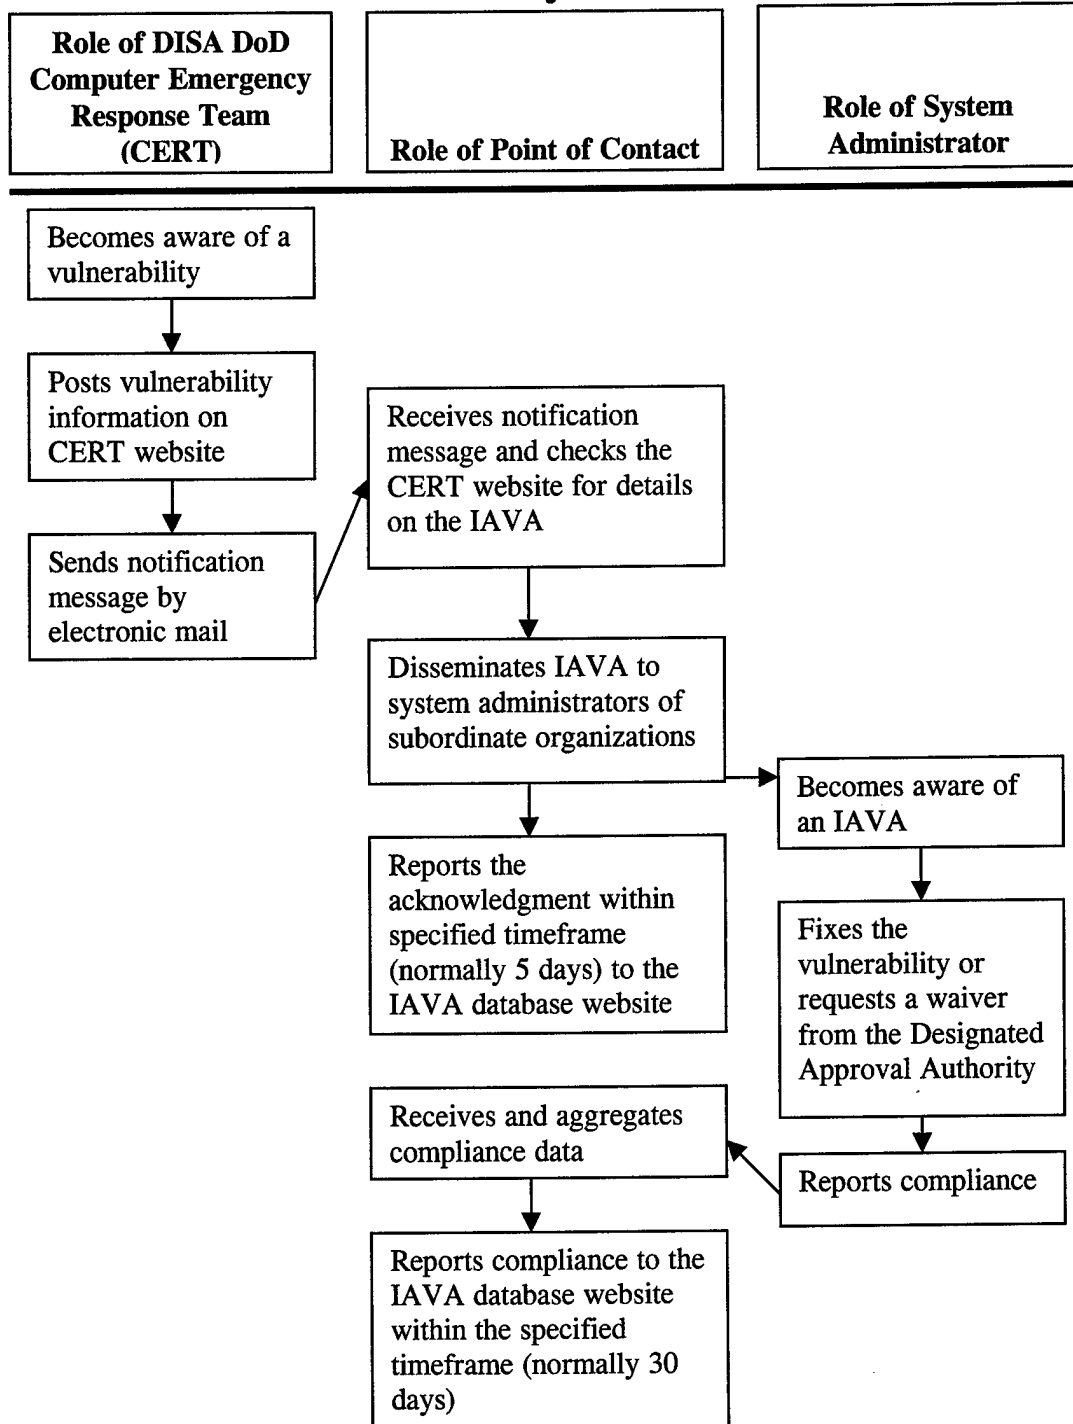 Role of DISA DoD
Computer Emergency
Response Team
(CERT)
Role of Point of Contact
Role of System
Administrator
Becomes aware of a
vulnerability
Posts vulnerability
information on
CERT website
Sends notification
message by
electronic mail
Receives notification
message and checks the
CERT website for details
on the IAVA
Disseminates IAVA to
system administrators of
subordinate organizations
Becomes aware of
an IAVA
Reports the
acknowledgment within
specified timeframe
(normally 5 days) to the
IAVA database website
Fixes the
vulnerability or
requests a waiver
from the Designated
Approval Authority
Reports compliance
Receives and aggregates
compliance data
Reports compliance to the
IAVA database website
within the specified
timeframe (normally 30
days)